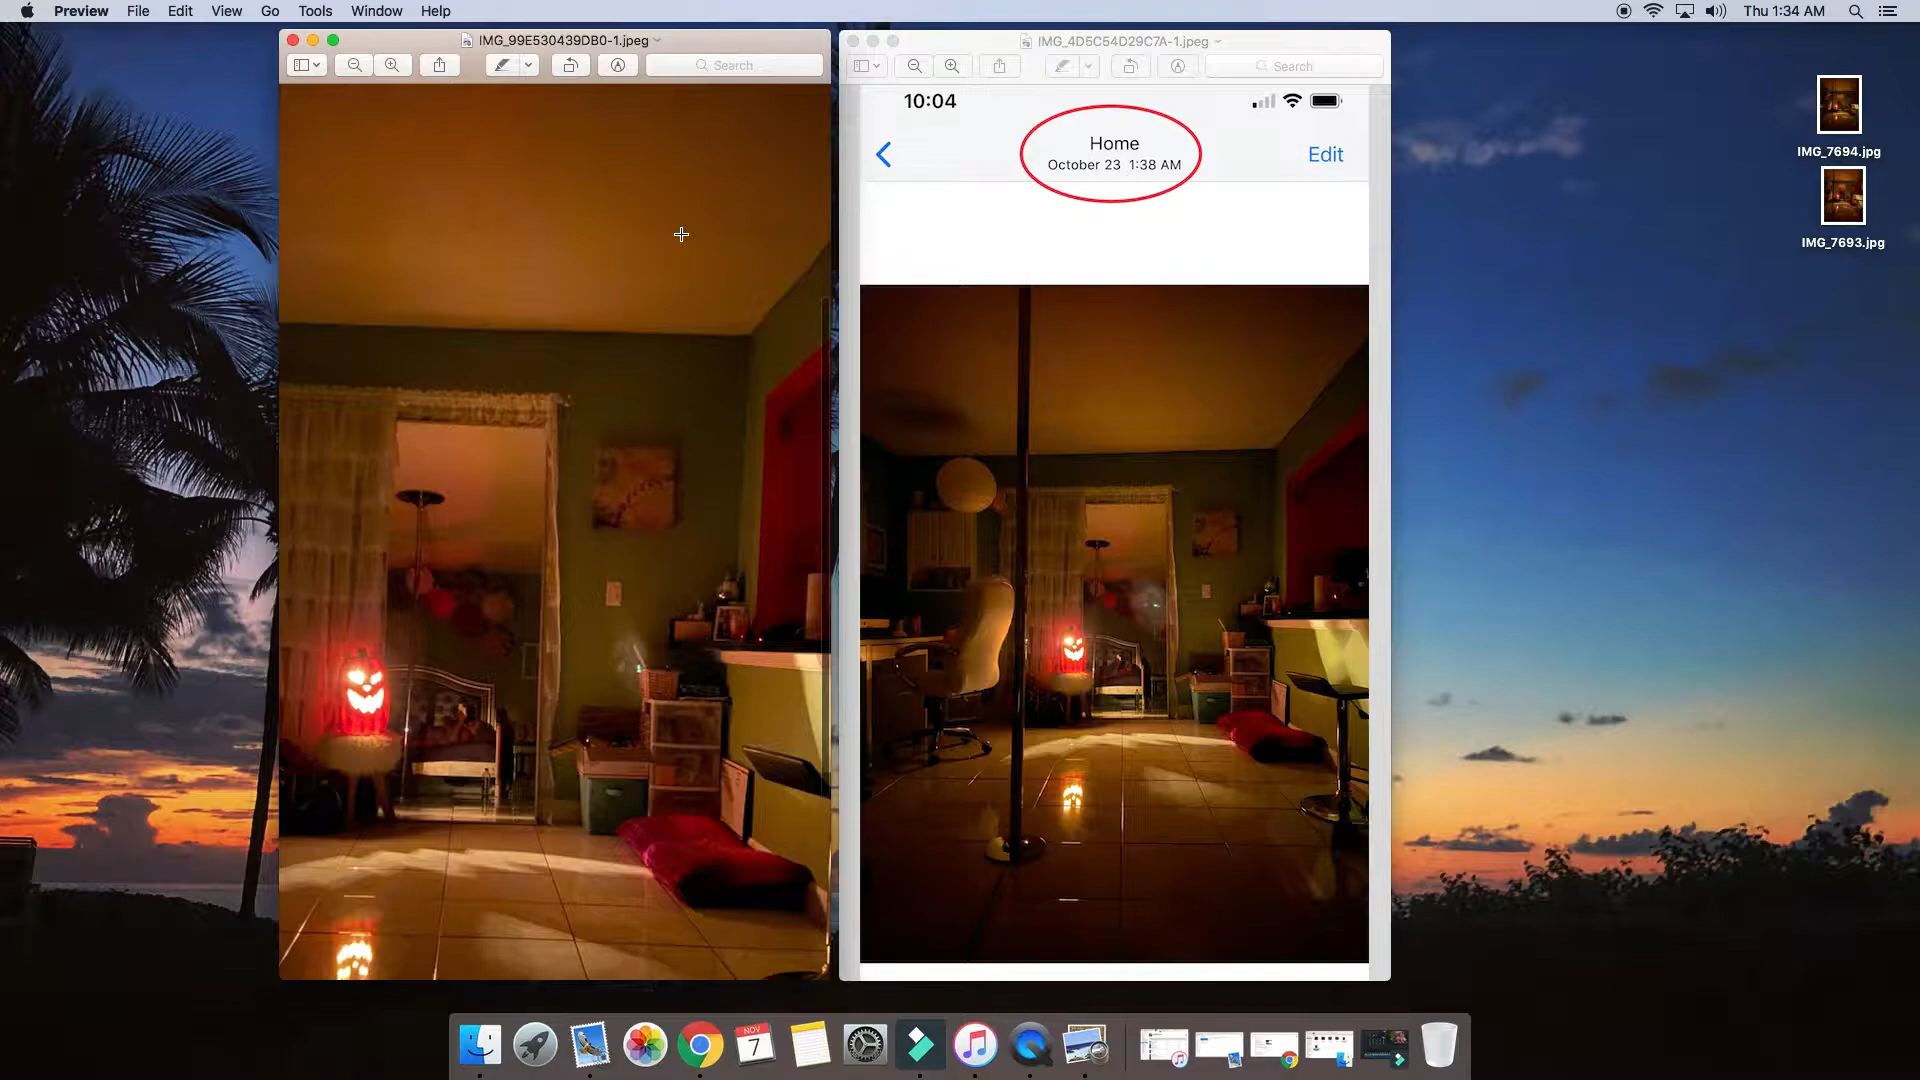 Preview File Edit View Go Tools Window Help
Thu 1:34 AM
IMG_99E530439DB0-1.jpeg
Search
IMG_4D5C54D29C7A-1.jpeg
Search
10:04
Home
October 23 1:38 AM
Edit
IMG_7694.jpg
IMG_7693.jpg
NOV
7